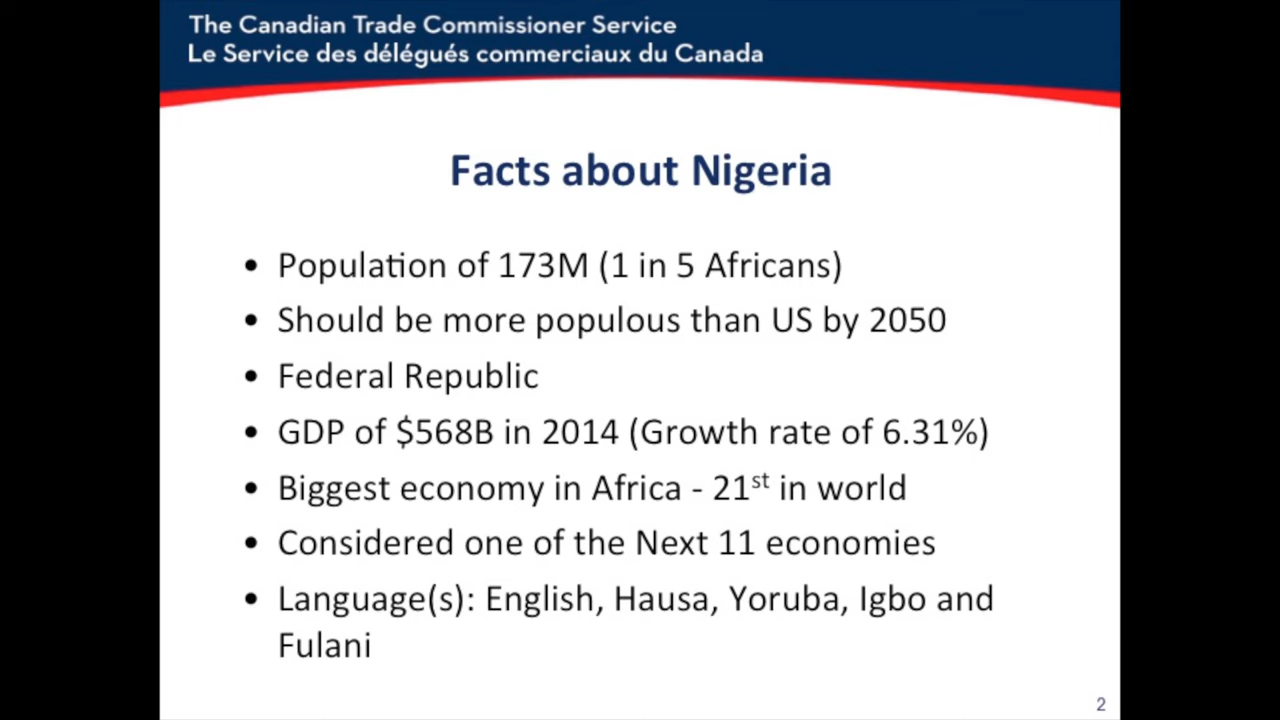 The Canadian Trade Commissioner Service
Le Service des délégués commerciaux du Canada
Facts about Nigeria
• Population of 173M (1 in 5 Africans)
• Should be more populous than US by 2050
• Federal Republic
• GDP of $568B in 2014 (Growth rate of 6.31%)
• Biggest economy in Africa - 21st in world
• Considered one of the Next 11 economies
• Language(s): English, Hausa, Yoruba, Igbo and
Fulani
2